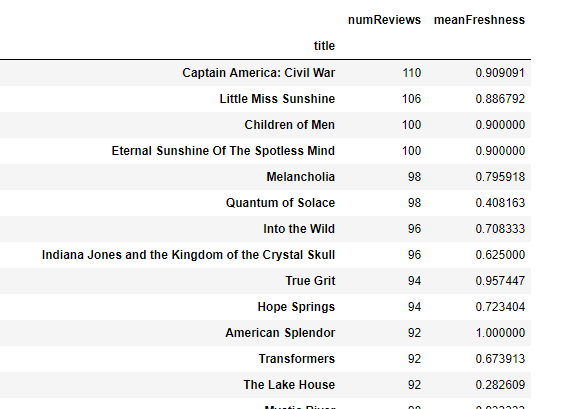 numReviews meanFreshness
title
Captain America: Civil War 110 0.909091
Little Miss Sunshine 106 0.886792
Children of Men 100 0.900000
Eternal Sunshine Of The Spotless Mind 100 0.900000
Melancholia 98 0.795918
Quantum of Solace 98 0.408163
Into the Wild 96 0.708333
Indiana Jones and the Kingdom of the Crystal Skull 96 0.625000
True Grit 94 0.957447
Hope Springs 94 0.723404
American Splendor 92 1.000000
Transformers 92 0.673913
The Lake House 92 0.282609
Mystic River